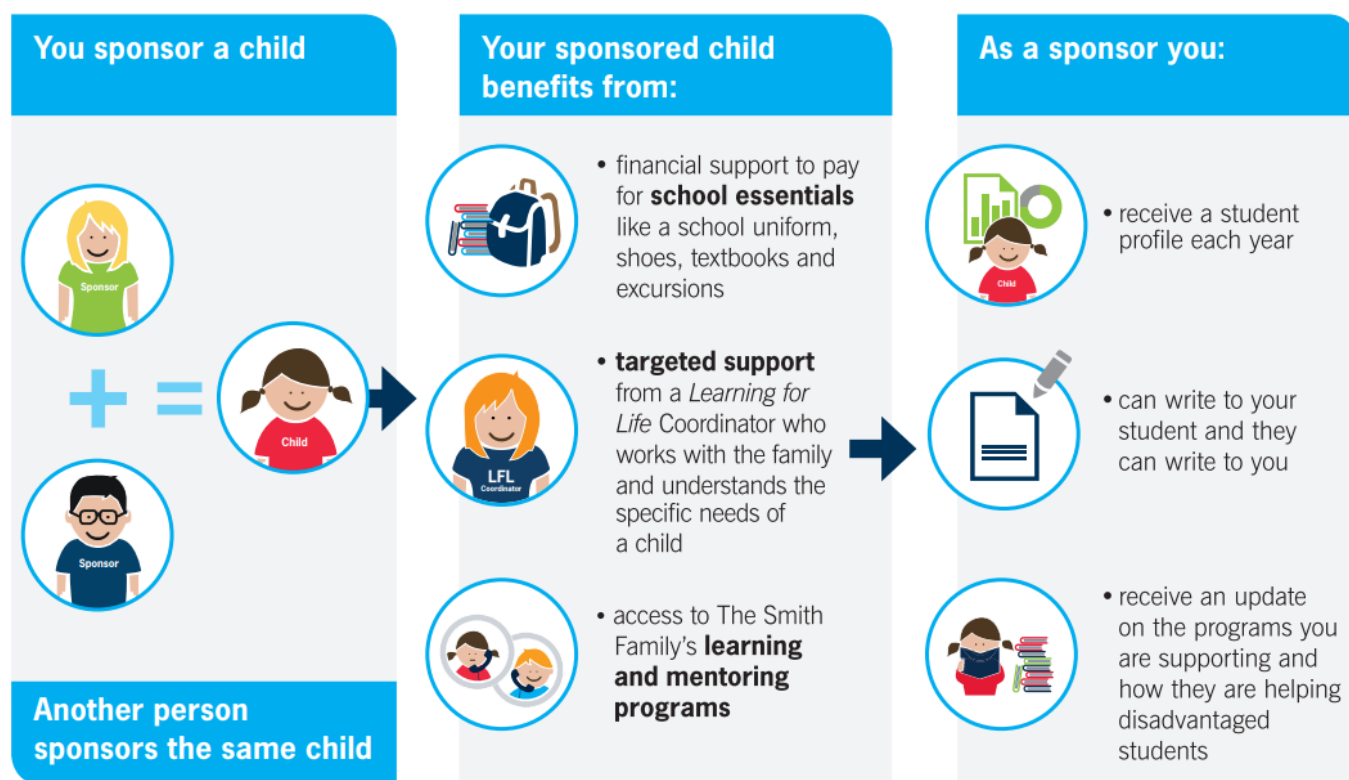 You sponsor a child
Sponsor
Child
Sponsor
Another person
sponsors the same child
Your sponsored child
benefits from:
• financial support to pay
for school essentials
like a school uniform,
shoes, textbooks and
excursions
LFL
Coordinator
• targeted support
from a Learning for
Life Coordinator who
works with the family
and understands the
specific needs of
a child
• access to The Smith
Family’s learning
and mentoring
programs
As a sponsor you:
Child
• receive a student
profile each year
• can write to your
student and they
can write to you
• receive an update
on the programs you
are supporting and
how they are helping
disadvantaged
students